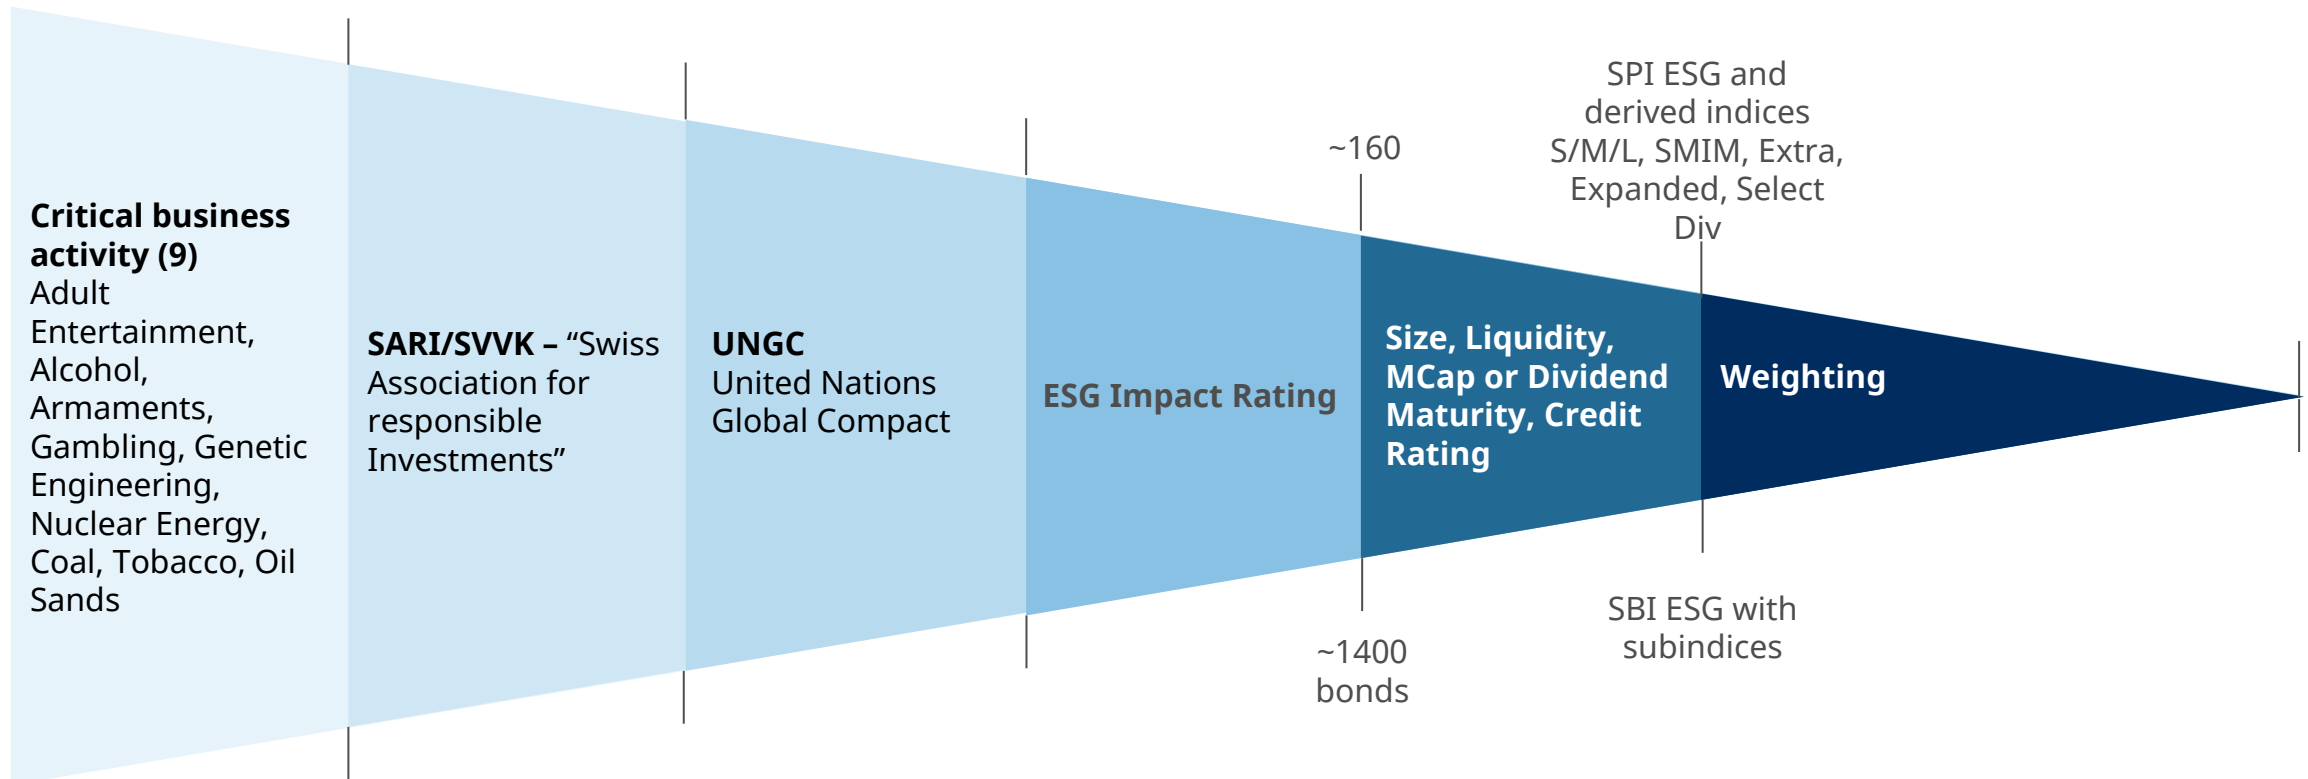 Critical business
activity (9)
Adult
Entertainment,
Alcohol,
Armaments,
Gambling, Genetic
Engineering,
Nuclear Energy,
Coal, Tobacco, Oil
Sands
SARI/SVVK – “Swiss
Association for
responsible
Investments”
UNGC
United Nations
Global Compact
ESG Impact Rating
~160
~1400
bonds
Size, Liquidity,
MCap or Dividend
Maturity, Credit
Rating
SPI ESG and
derived indices
S/M/L, SMIM, Extra,
Expanded, Select
Div
SBI ESG with
subindices
Weighting